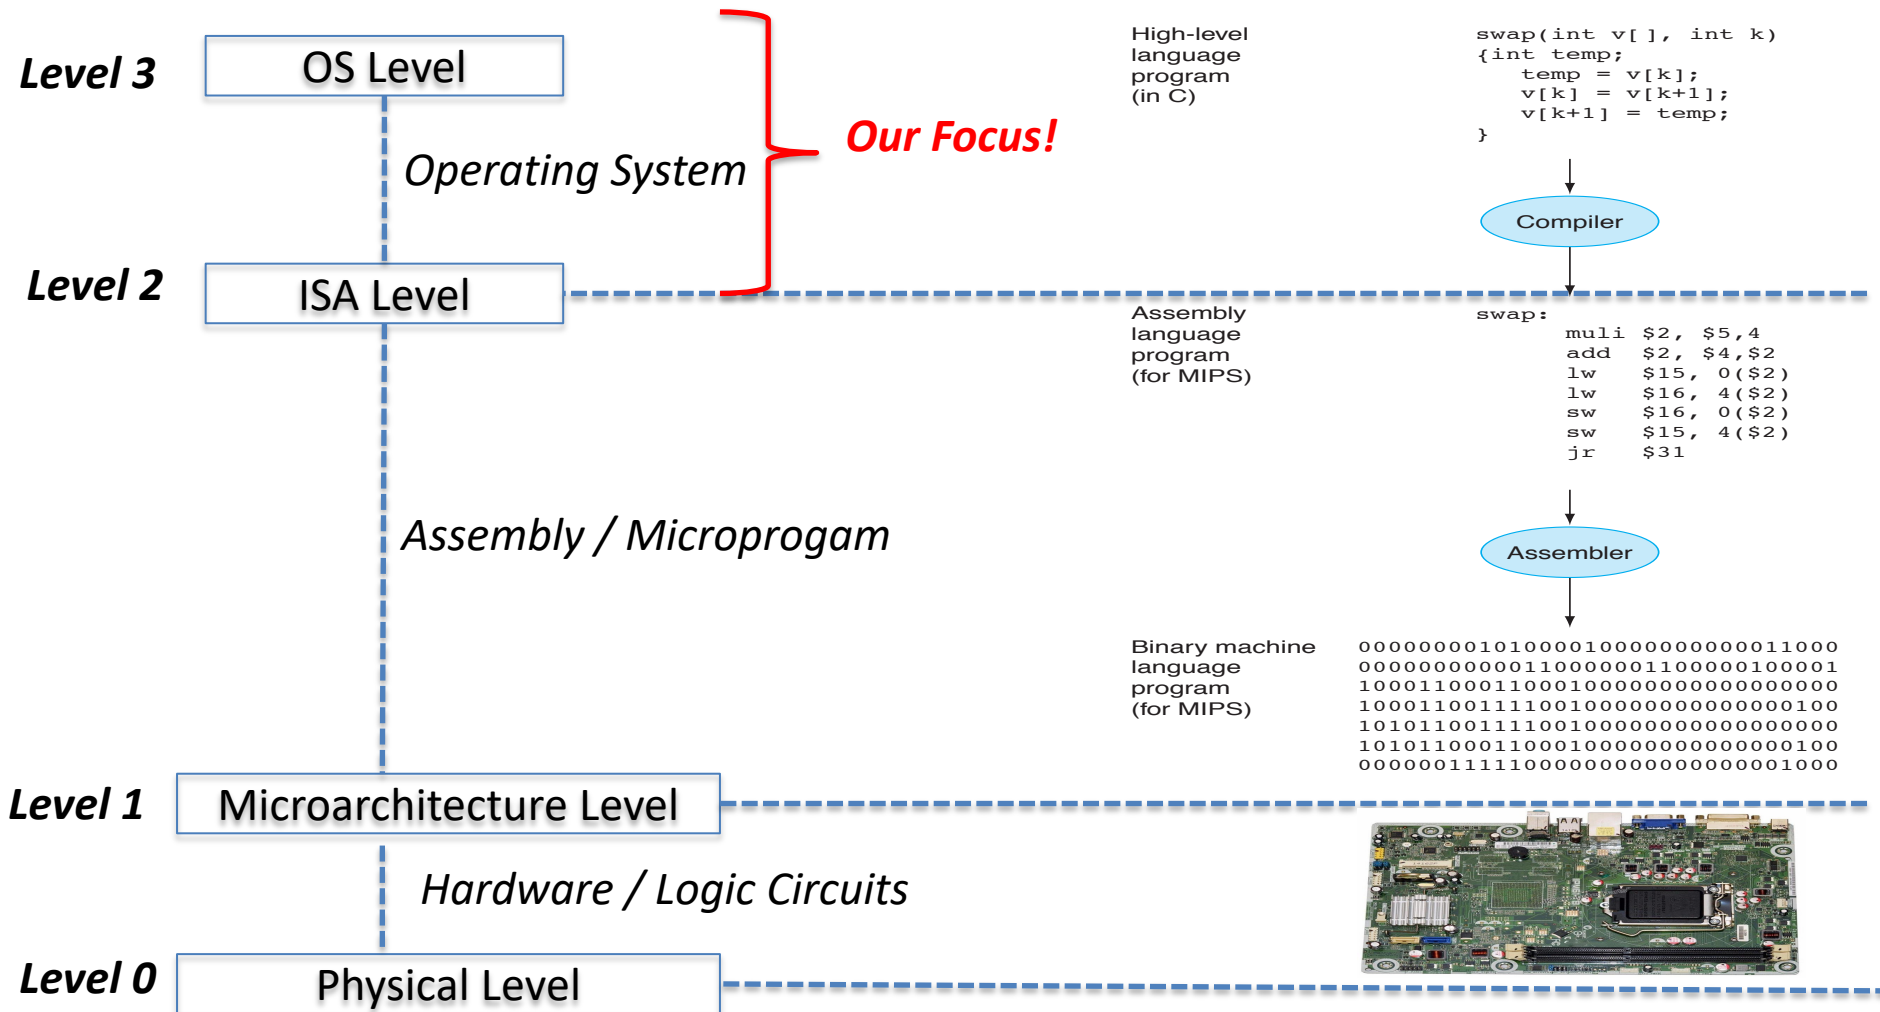 Level 3
OS Level
Operating System
Our Focus!
Level 2
ISA Level
Assembly / Microprogam
Level 1
Microarchitecture Level
Hardware / Logic Circuits
Level 0
Physical Level
High-level
language
program
(in C)
swap(int v[], int k)
{int temp;
temp = v[k];
v[k] = v[k+1];
v[k+1] = temp;
}
Compiler
Assembly
language
program
(for MIPS)
swap:
muli $2, $5,4
add $2, $4,$2
lw $15, 0($2)
lw $16, 4($2)
sw $16, 0($2)
sw $15, 4($2)
jr $31
Assembler
Binary machine
language
program
(for MIPS)
00000000101000010000000000011000
00000000000110000001100000100001
10001100011000100000000000000000
10001100111100100000000000000100
10101100111100100000000000000000
10101100011000100000000000000100
00000011111000000000000000001000